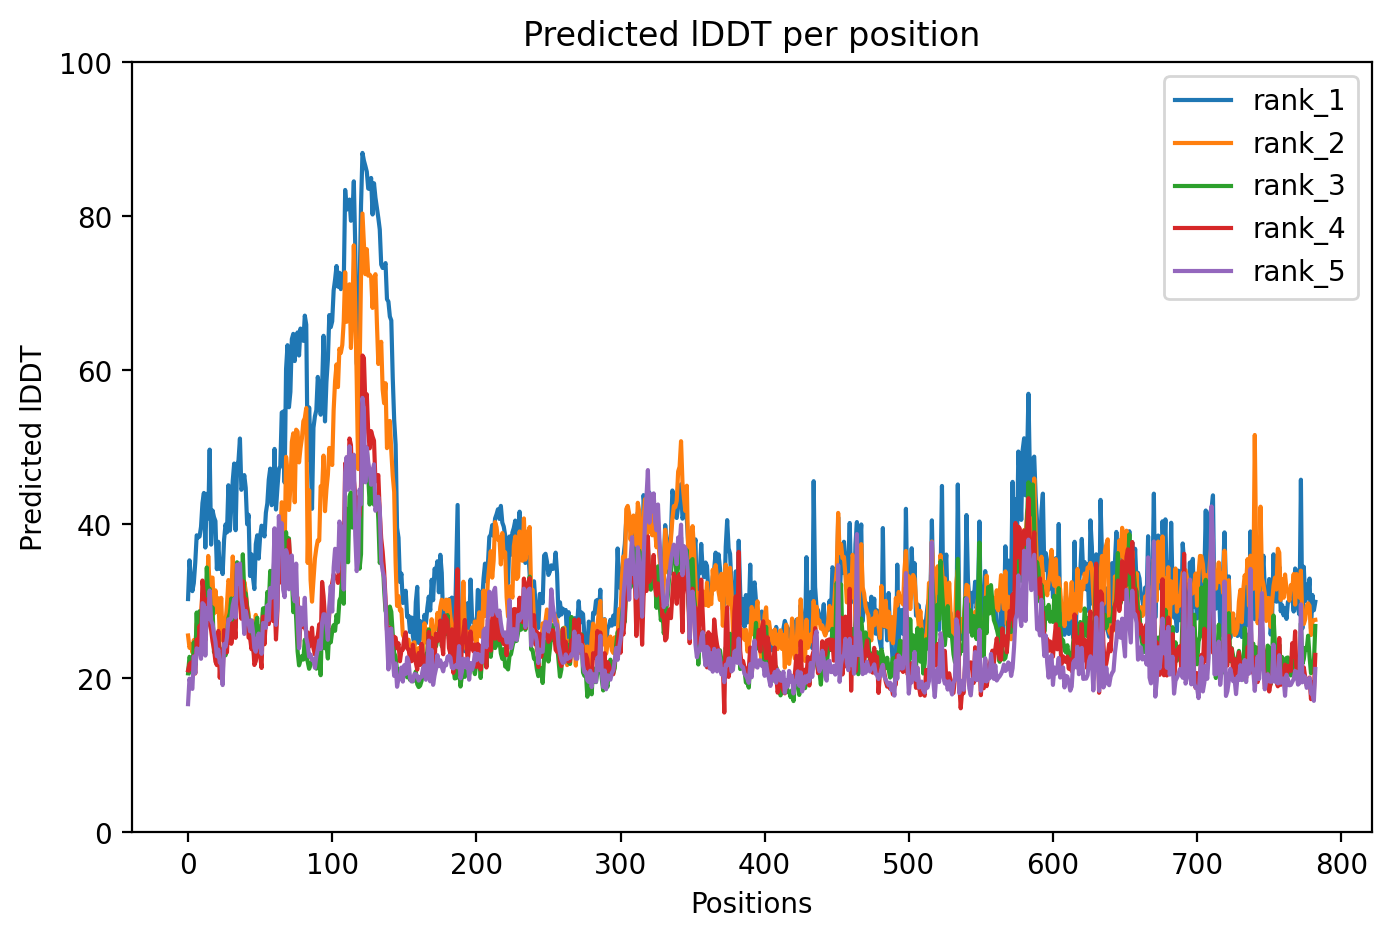 Predicted lDDT per position
100
80
60
40
20
0
Predicted lDDT
rank_1
rank_2
rank_3
rank_4
rank_5
0 100 200 300 400 500 600 700 800
Positions